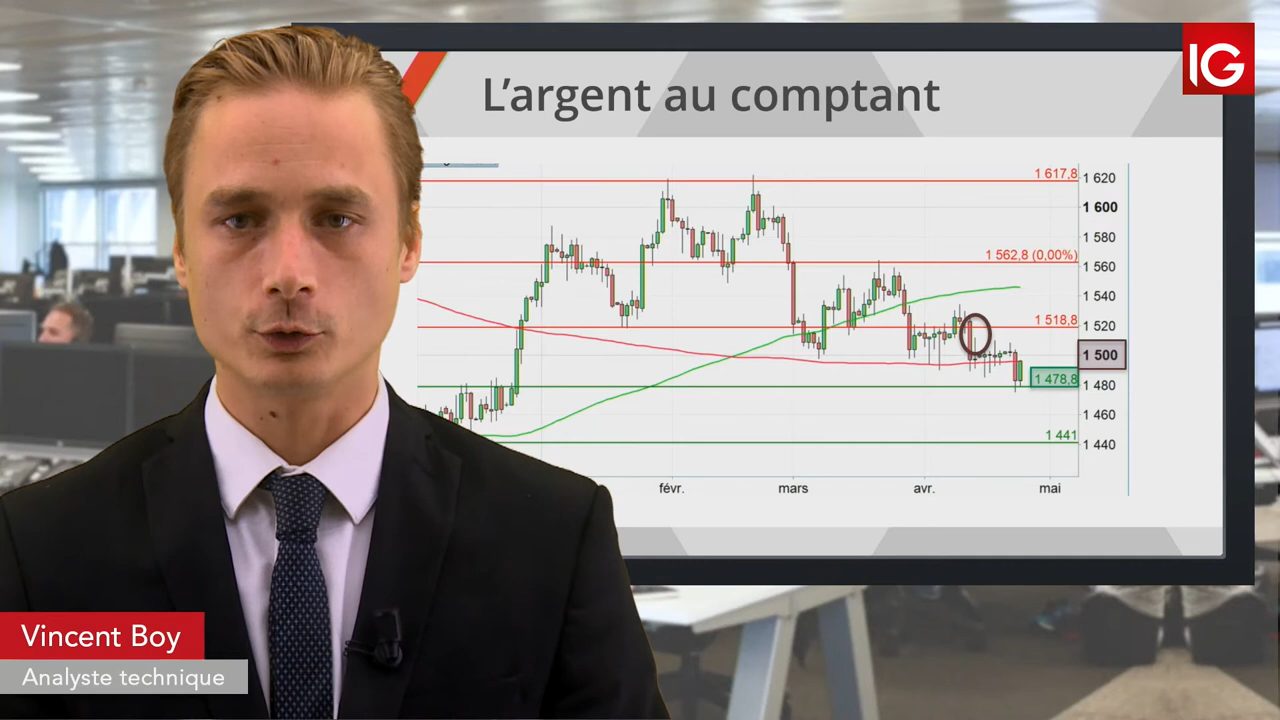 IG
L'argent au comptant
1 617,8
1 620
1 600
1 580
1 562,8 (0,00%)
1 560
1 540
1 518,8
1 520
1 500
1 478,8
1 480
1 460
1 441
1 440
févr.
mars
avr.
mai
Vincent Boy
Analyste technique